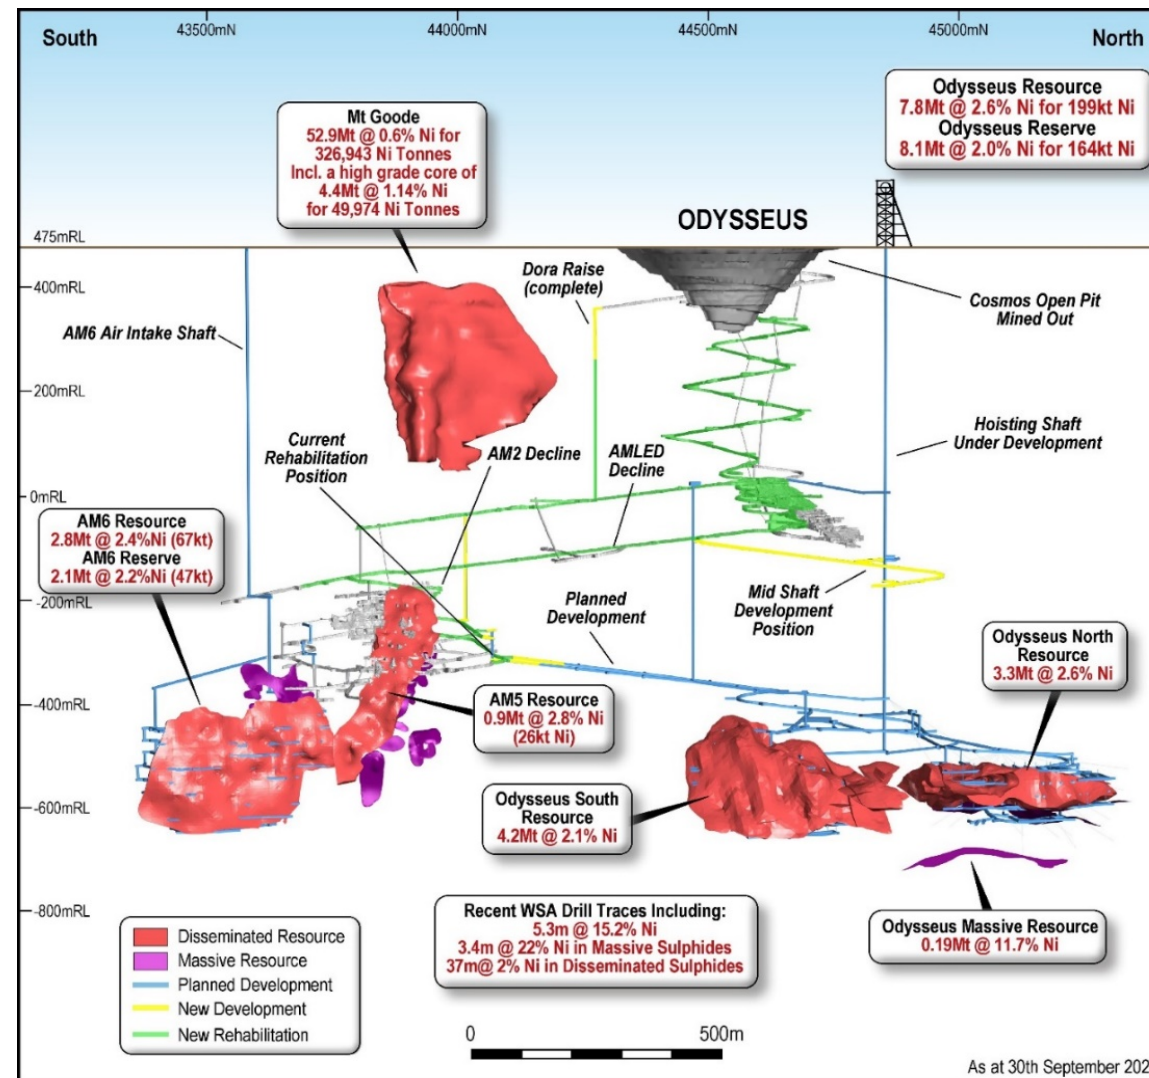 South
43500mN
44000mN
44500mN
45000mN
North
Odysseus Resource
7.8Mt @ 2.6% Ni for 199kt Ni
Odysseus Reserve
8.1Mt @ 2.0% Ni for 164kt Ni
Mt Goode
52.9Mt @ 0.6% Ni for
326,943 Ni Tonnes
Incl. a high grade core of
4.4Mt @ 1.14% Ni
for 49,974 Ni Tonnes
ODYSSEUS
475mRL
400mRL
200mRL
0mRL
-200mRL
-400mRL
-600mRL
-800mRL
Dora Raise
(complete)
Cosmos Open Pit
Mined Out
AM6 Air Intake Shaft
Current
Rehabilitation
Position
AM2 Decline
AMLED
Decline
Hoisting Shaft
Under Development
AM6 Resource
2.8Mt @ 2.4%Ni (67kt)
AM6 Reserve
2.1Mt @ 2.2%Ni (47kt)
Planned
Development
Mid Shaft
Development
Position
Odysseus North
Resource
3.3Mt @ 2.6% Ni
AM5 Resource
0.9Mt @ 2.8% Ni
(26kt Ni)
Odysseus South
Resource
4.2Mt @ 2.1% Ni
Recent WSA Drill Traces Including:
5.3m @ 15.2% Ni
3.4m @ 22% Ni in Massive Sulphides
37m@ 2% Ni in Disseminated Sulphides
Odysseus Massive Resource
0.19Mt @ 11.7% Ni
Disseminated Resource
Massive Resource
Planned Development
New Development
New Rehabilitation
0
500m
As at 30th September 202